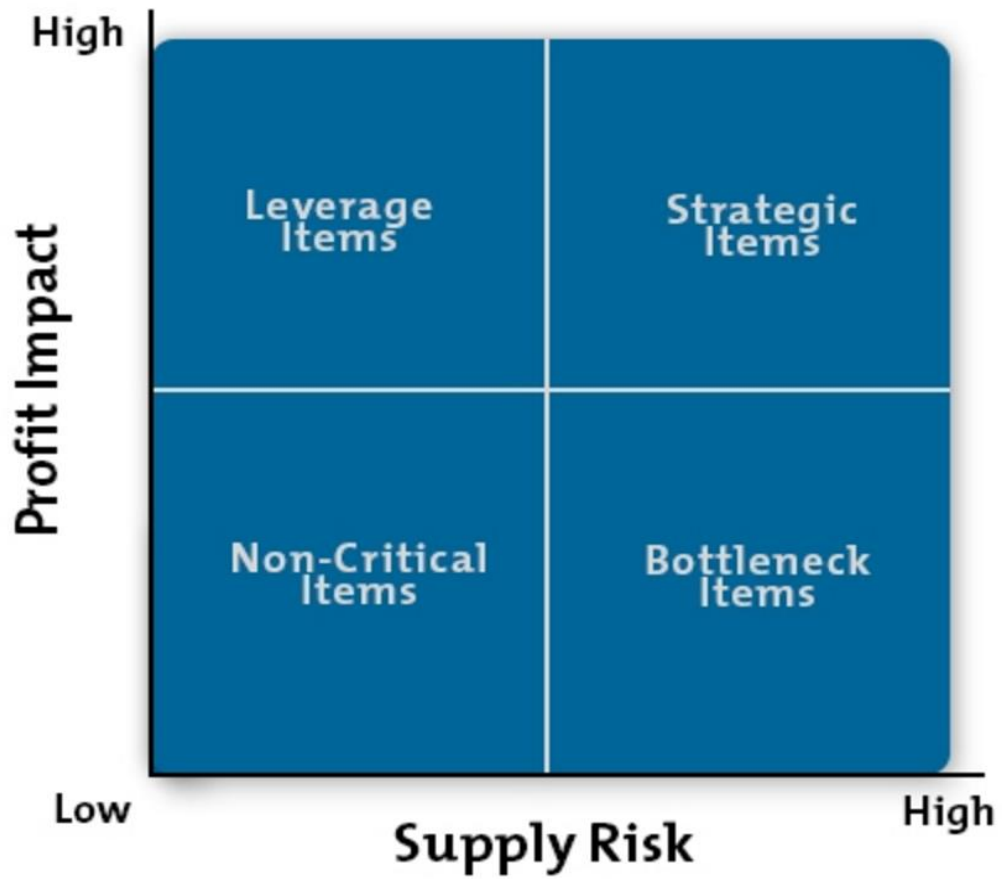 High
Leverage
Items
Strategic
Items
Profit Impact
Non-Critical
Items
Bottleneck
Items
Low
High
Supply Risk